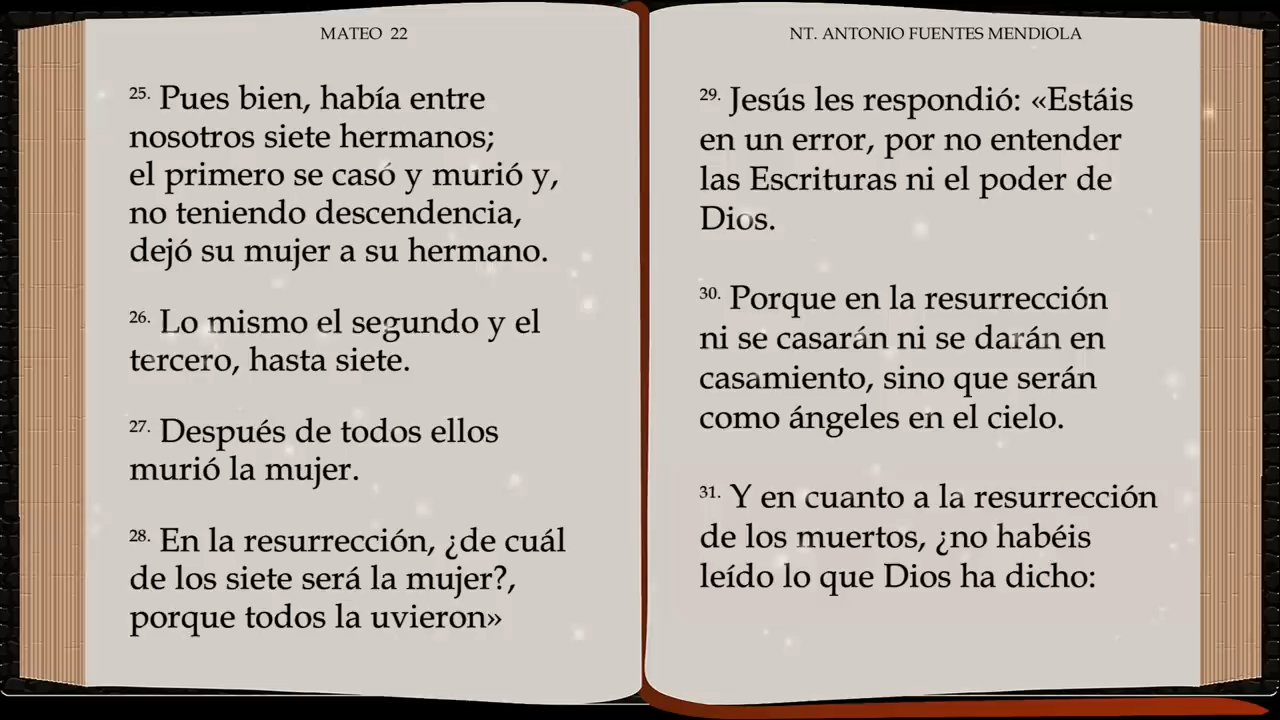 MATEO 22
25. Pues bien, había entre
nosotros siete hermanos;
el primero se casó y murió y,
no teniendo descendencia,
dejó su mujer a su hermano.
26. Lo mismo el segundo y el
tercero, hasta siete.
27. Después de todos ellos
murió la mujer.
28. En la resurrección, ¿de cuál
de los siete será la mujer?,
porque todos la uvieron»
NT. ANTONIO FUENTES MENDIOLA
29. Jesús les respondió: «Estáis
en un error, por no entender
las Escrituras ni el poder de
Dios.
30. Porque en la resurrección
ni se casarán ni se darán en
casamiento, sino que serán
como ángeles en el cielo.
31. Y en cuanto a la resurrección
de los muertos, ¿no habéis
leído lo que Dios ha dicho: